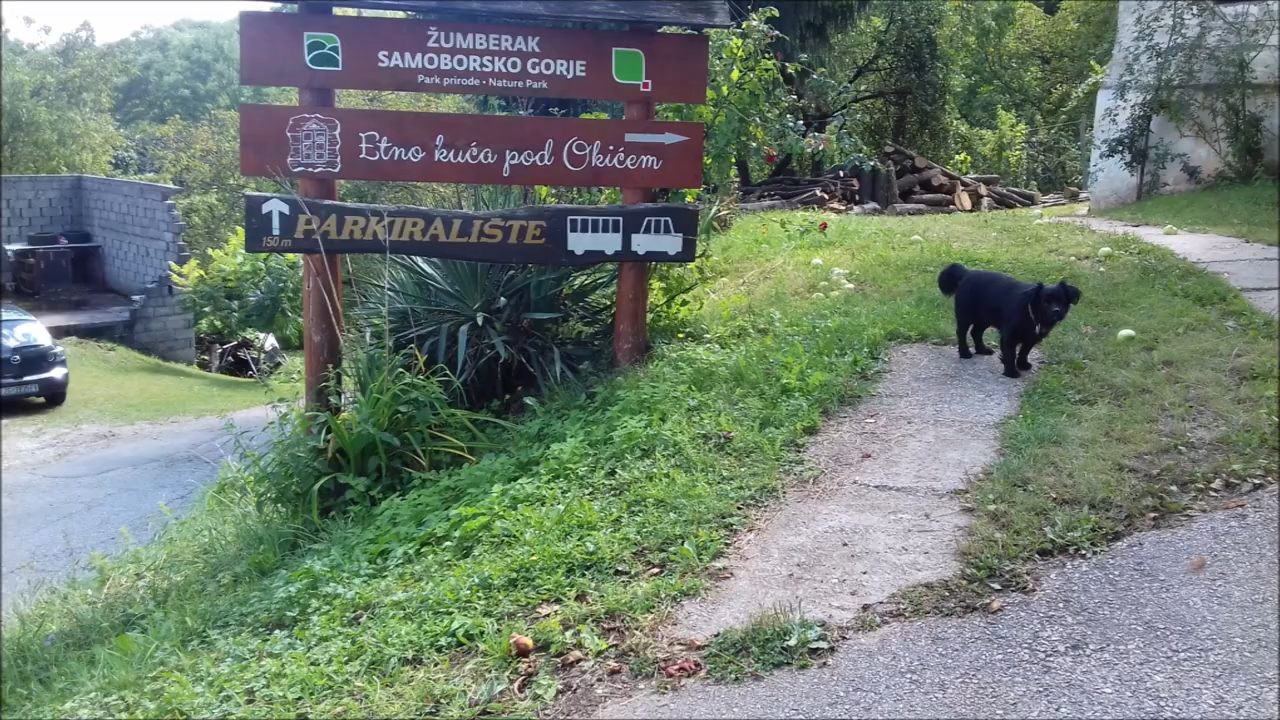 ŽUMBERAK
SAMOBORSKO GORJE
Park prirode • Nature Park
Etno kuća pod Okićem
150 m PARKIRALIŠTE